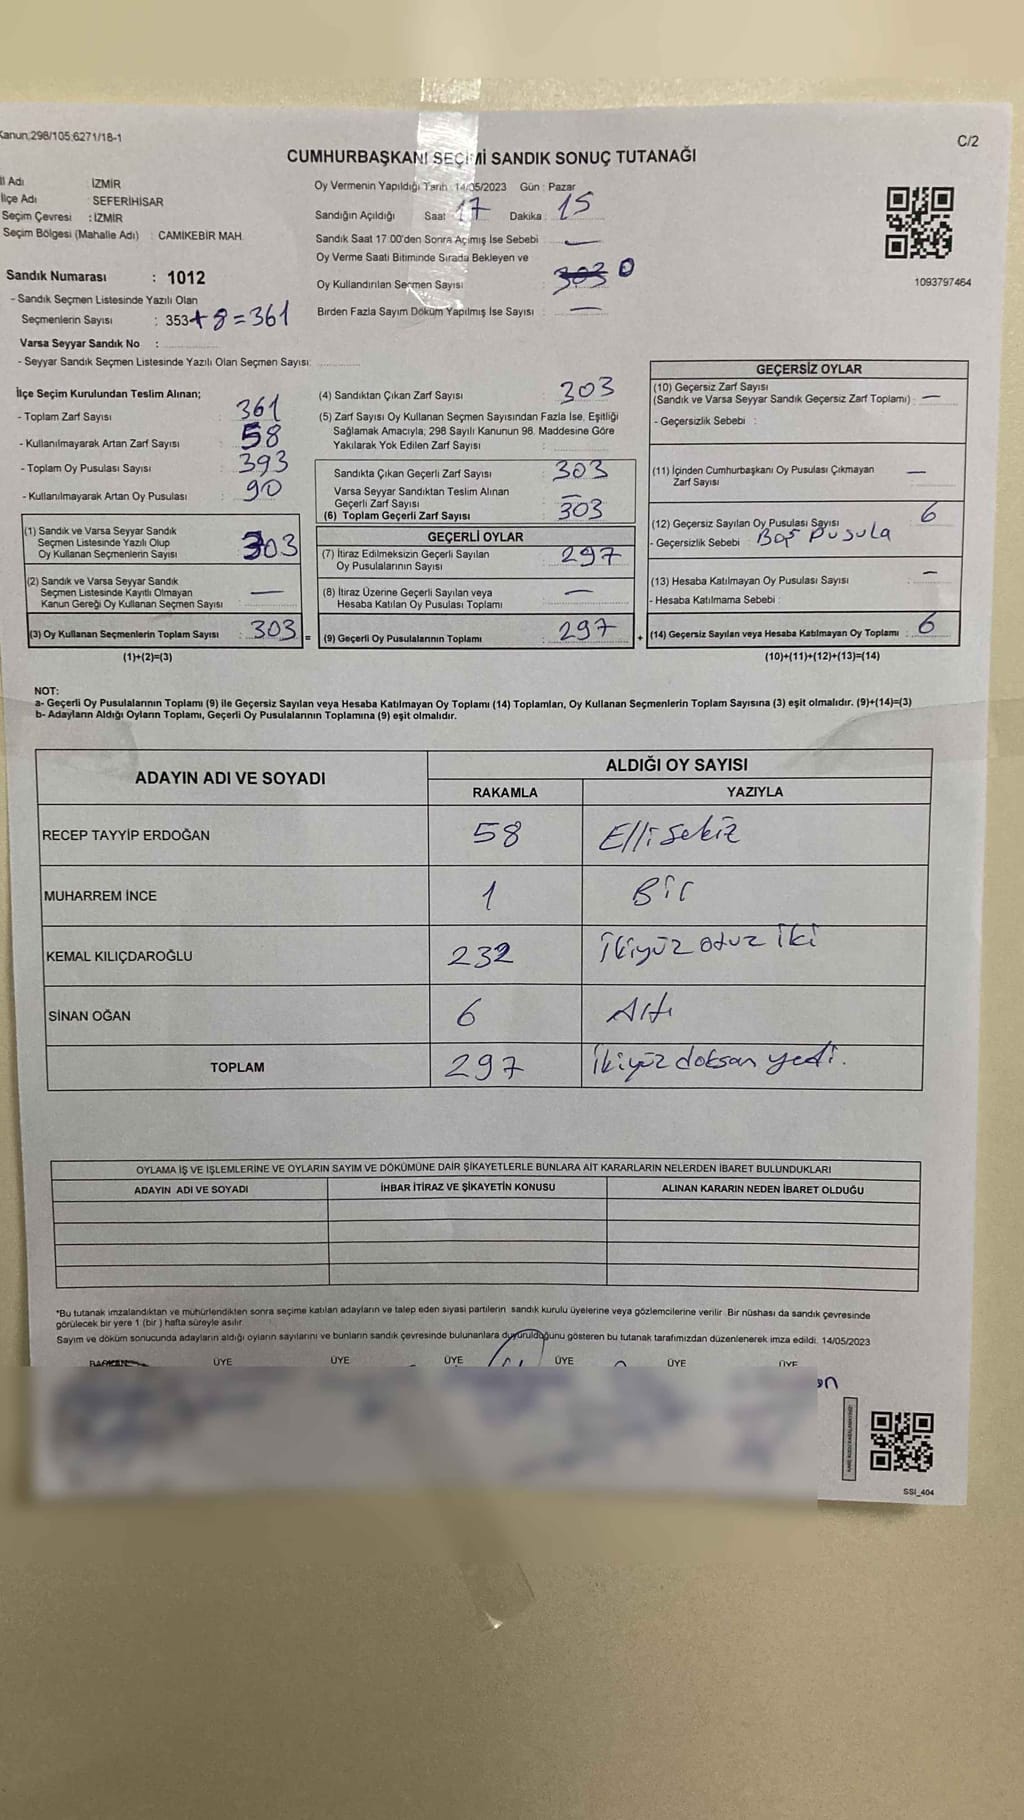 Kanun:298/105;6271/18-1
C/2
CUMHURBAŞKANI SEÇİMİ SANDIK SONUÇ TUTANAĞI
İl Adı : İZMİR
İlçe Adı : SEFERİHİSAR
Seçim Çevresi : İZMİR
Seçim Bölgesi (Mahalle Adı) : CAMİKEBİR MAH.
Oy Vermenin Yapıldığı Tarih : 14/05/2023 Gün : Pazar
Sandığın Açıldığı Saat 17 Dakika : 15
Sandık Saat 17:00'den Sonra Açılmış İse Sebebi : —
Oy Verme Saati Bitiminde Sırada Bekleyen ve
Oy Kullandırılan Seçmen Sayısı : 303 0
Birden Fazla Sayım Döküm Yapılmış İse Sayısı : —
1093797464
Sandık Numarası : 1012
- Sandık Seçmen Listesinde Yazılı Olan
Seçmenlerin Sayısı : 353+8=361
Varsa Seyyar Sandık No :
- Seyyar Sandık Seçmen Listesinde Yazılı Olan Seçmen Sayısı:
İlçe Seçim Kurulundan Teslim Alınan;
- Toplam Zarf Sayısı : 361
- Kullanılmayarak Artan Zarf Sayısı : 58
- Toplam Oy Pusulası Sayısı : 393
- Kullanılmayarak Artan Oy Pusulası : 90
(1) Sandık ve Varsa Seyyar Sandık
Seçmen Listesinde Yazılı Olup
Oy Kullanan Seçmenlerin Sayısı : 303
(2) Sandık ve Varsa Seyyar Sandık
Seçmen Listesinde Kayıtlı Olmayan
Kanun Gereği Oy Kullanan Seçmen Sayısı : —
(3) Oy Kullanan Seçmenlerin Toplam Sayısı : 303 =
(1)+(2)=(3)
(4) Sandıktan Çıkan Zarf Sayısı : 303
(5) Zarf Sayısı Oy Kullanan Seçmen Sayısından Fazla İse, Eşitliği
Sağlamak Amacıyla, 298 Sayılı Kanunun 98. Maddesine Göre
Yakılarak Yok Edilen Zarf Sayısı :
Sandıkta Çıkan Geçerli Zarf Sayısı : 303
Varsa Seyyar Sandıktan Teslim Alınan
Geçerli Zarf Sayısı : —
(6) Toplam Geçerli Zarf Sayısı : 303
GEÇERLİ OYLAR
(7) İtiraz Edilmeksizin Geçerli Sayılan
Oy Pusulalarının Sayısı : 297
(8) İtiraz Üzerine Geçerli Sayılan veya
Hesaba Katılan Oy Pusulası Toplamı : —
(9) Geçerli Oy Pusulalarının Toplamı : 297 +
GEÇERSİZ OYLAR
(10) Geçersiz Zarf Sayısı
(Sandık ve Varsa Seyyar Sandık Geçersiz Zarf Toplamı) : —
- Geçersizlik Sebebi :
(11) İçinden Cumhurbaşkanı Oy Pusulası Çıkmayan
Zarf Sayısı : —
(12) Geçersiz Sayılan Oy Pusulası Sayısı : 6
- Geçersizlik Sebebi : Boş Pusula
(13) Hesaba Katılmayan Oy Pusulası Sayısı : —
- Hesaba Katılmama Sebebi :
(14) Geçersiz Sayılan veya Hesaba Katılmayan Oy Toplamı : 6
(10)+(11)+(12)+(13)=(14)
NOT:
a- Geçerli Oy Pusulalarının Toplamı (9) ile Geçersiz Sayılan veya Hesaba Katılmayan Oy Toplamı (14) Toplamları, Oy Kullanan Seçmenlerin Toplam Sayısına (3) eşit olmalıdır. (9)+(14)=(3)
b- Adayların Aldığı Oyların Toplamı, Geçerli Oy Pusulalarının Toplamına (9) eşit olmalıdır.
ADAYIN ADI VE SOYADI ALDIĞI OY SAYISI
RAKAMLA YAZIYLA
RECEP TAYYİP ERDOĞAN 58 Elli sekiz
MUHARREM İNCE 1 Bir
KEMAL KILIÇDAROĞLU 232 İkiyüz otuz iki
SİNAN OĞAN 6 Altı
TOPLAM 297 İkiyüz doksan yedi.
OYLAMA İŞ VE İŞLEMLERİNE VE OYLARIN SAYIM VE DÖKÜMÜNE DAİR ŞİKAYETLERLE BUNLARA AİT KARARLARIN NELERDEN İBARET BULUNDUKLARI
ADAYIN ADI VE SOYADI İHBAR İTİRAZ VE ŞİKAYETİN KONUSU ALINAN KARARIN NEDEN İBARET OLDUĞU
*Bu tutanak imzalandıktan ve mühürlendikten sonra seçime katılan adayların ve talep eden siyasi partilerin sandık kurulu üyelerine veya gözlemcilerine verilir. Bir nüshası da sandık çevresinde
görülecek bir yere 1 (bir ) hafta süreyle asılır.
Sayım ve döküm sonucunda adayların aldığı oyların sayılarını ve bunların sandık çevresinde bulunanlara duyurulduğunu gösteren bu tutanak tarafımızdan düzenlenerek imza edildi. 14/05/2023
BAŞKAN ÜYE ÜYE ÜYE ÜYE ÜYE ÜYE
SSİ_404